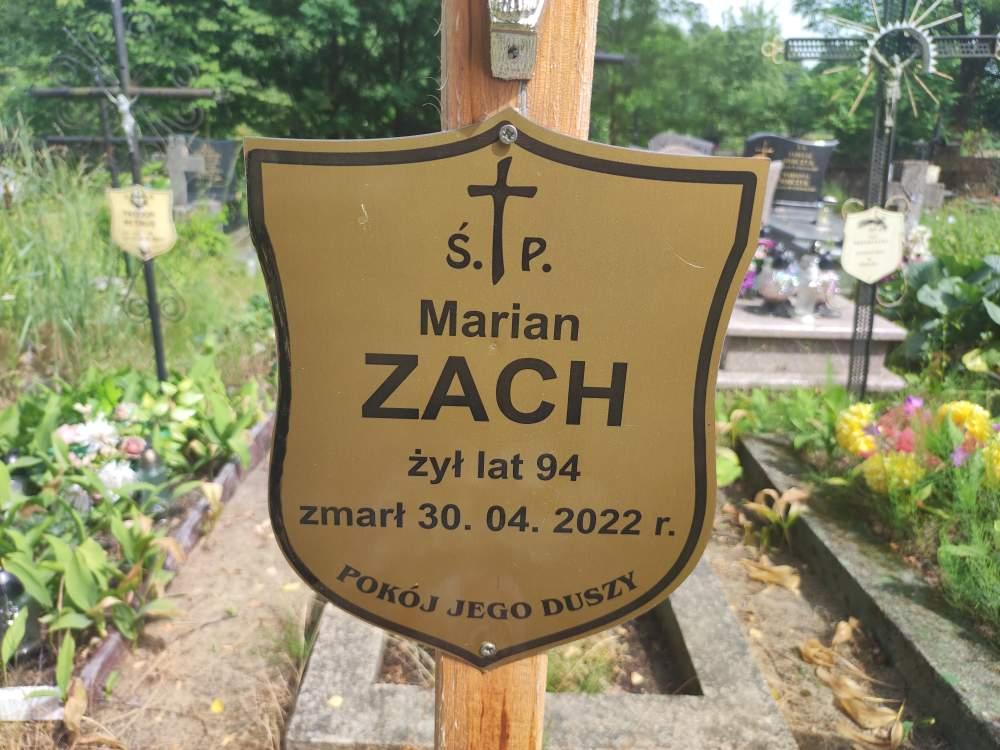 Ś. P.
Marian
ZACH
żył lat 94
zmarł 30. 04. 2022 r.
POKÓJ JEGO DUSZY